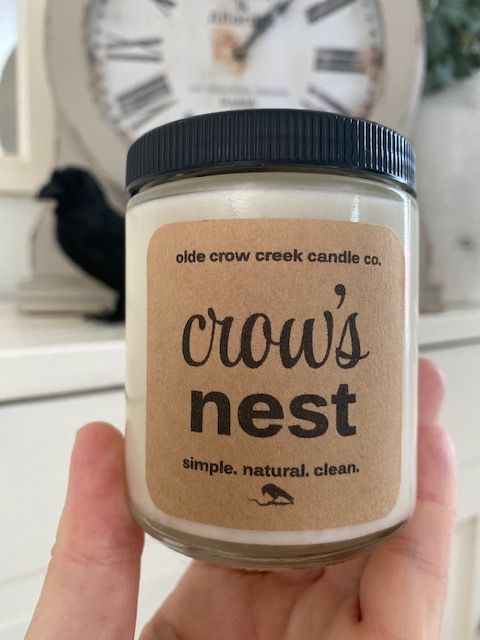 olde crow creek candle co.
crow's
nest
simple. natural. clean.